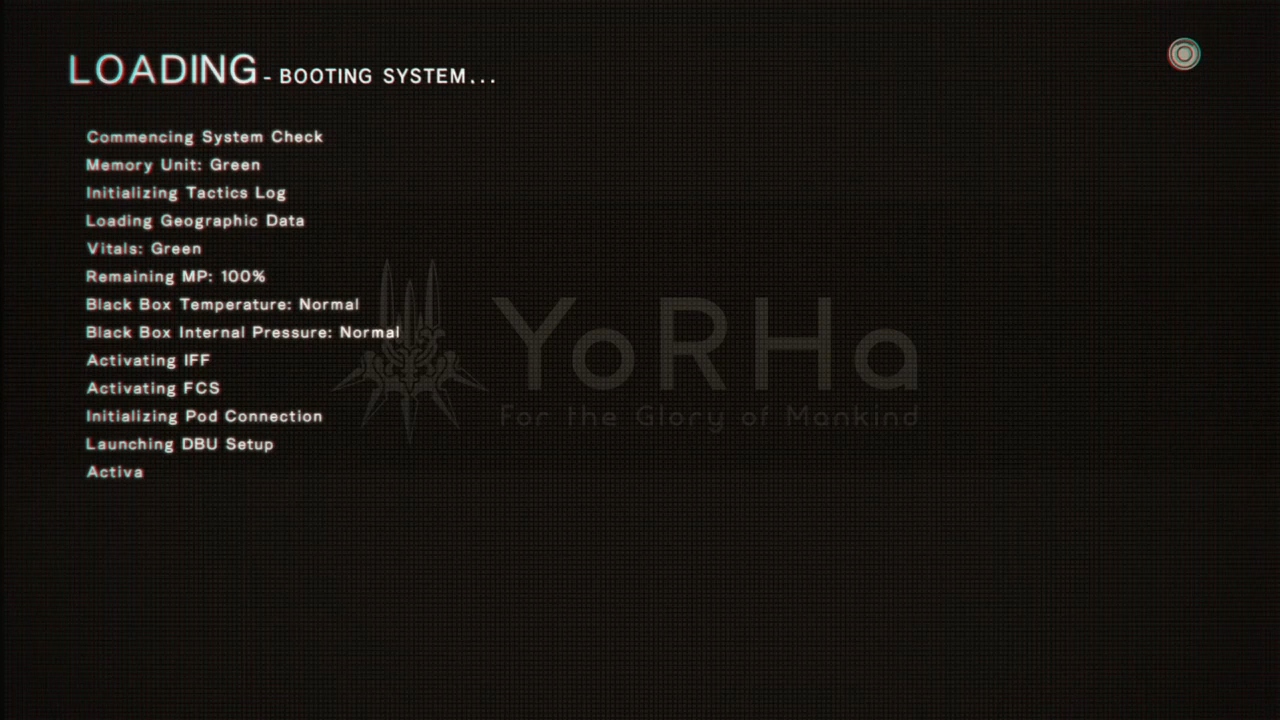 LOADING - BOOTING SYSTEM...
Commencing System Check
Memory Unit: Green
Initializing Tactics Log
Loading Geographic Data
Vitals: Green
Remaining MP: 100%
Black Box Temperature: Normal
Black Box Internal Pressure: Normal
Activating IFF
Activating FCS
Initializing Pod Connection
Launching DBU Setup
Activa
YoRHa
For the Glory of Mankind